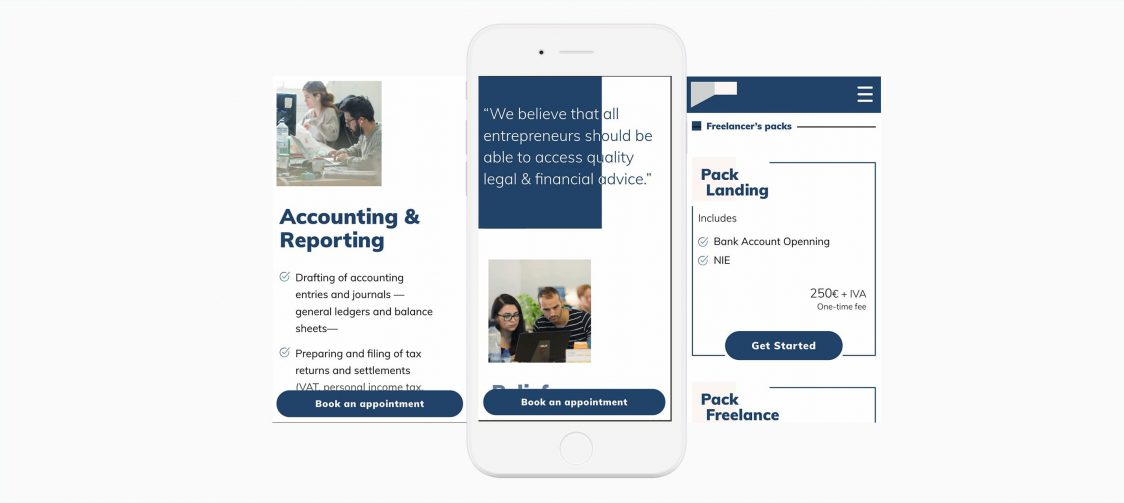 Accounting &
Reporting
Drafting of accounting
entries and journals —
general ledgers and balance
sheets—
Preparing and filing of tax
returns and settlements
(VAT, personal income tax,
Book an appointment
“We believe that all
entrepreneurs should be
able to access quality
legal & financial advice.”
Book an appointment
Freelancer's packs
Pack
Landing
Includes
Bank Account Openning
NIE
250€ + IVA
One-time fee
Get Started
Pack
Freelance